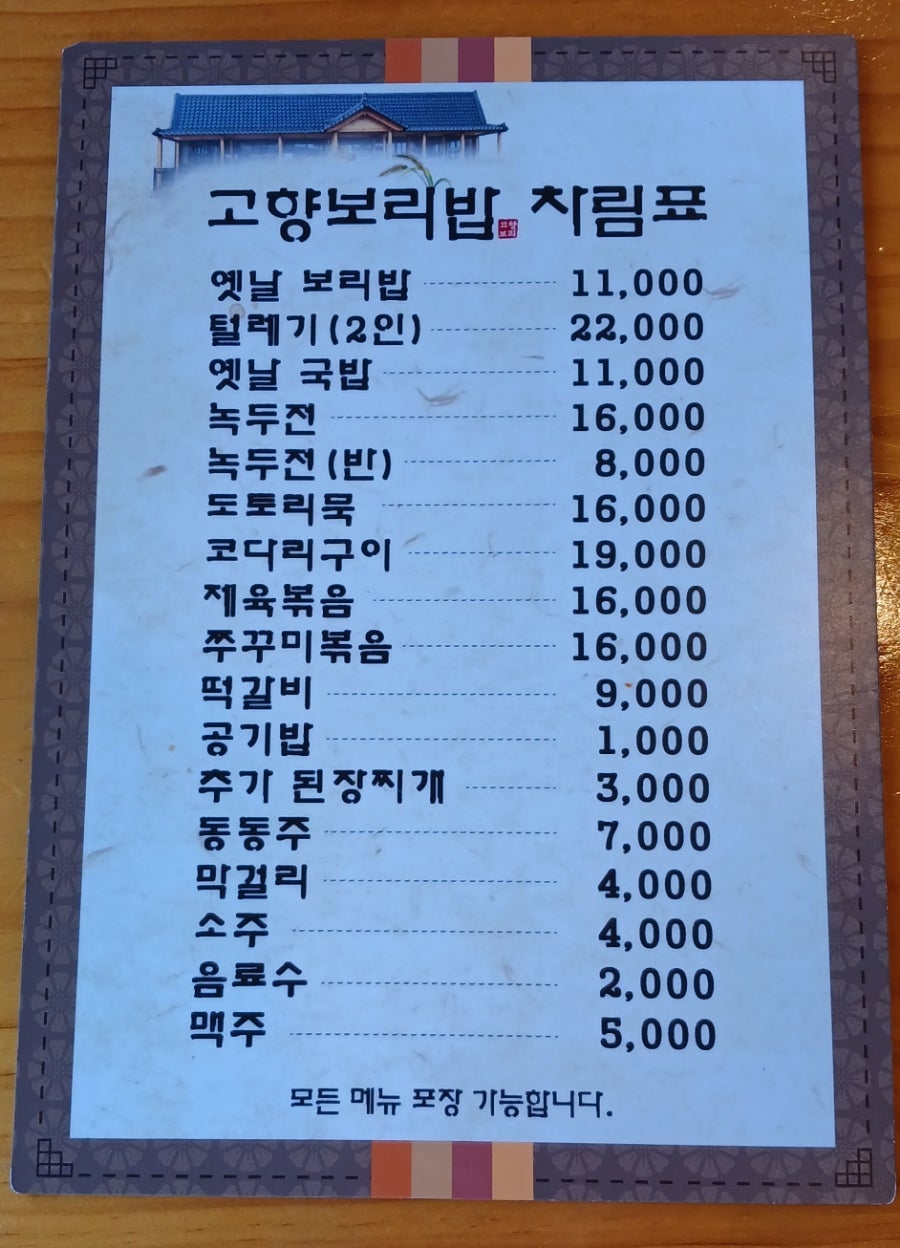 고향보리밥 차림표
고향
보리
옛날 보리밥 11,000
털레기(2인) 22,000
옛날 국밥 11,000
녹두전 16,000
녹두전(반) 8,000
도토리묵 16,000
코다리구이 19,000
제육볶음 16,000
쭈꾸미볶음 16,000
떡갈비 9,000
공기밥 1,000
추가 된장찌개 3,000
동동주 7,000
막걸리 4,000
소주 4,000
음료수 2,000
맥주 5,000
모든 메뉴 포장 가능합니다.